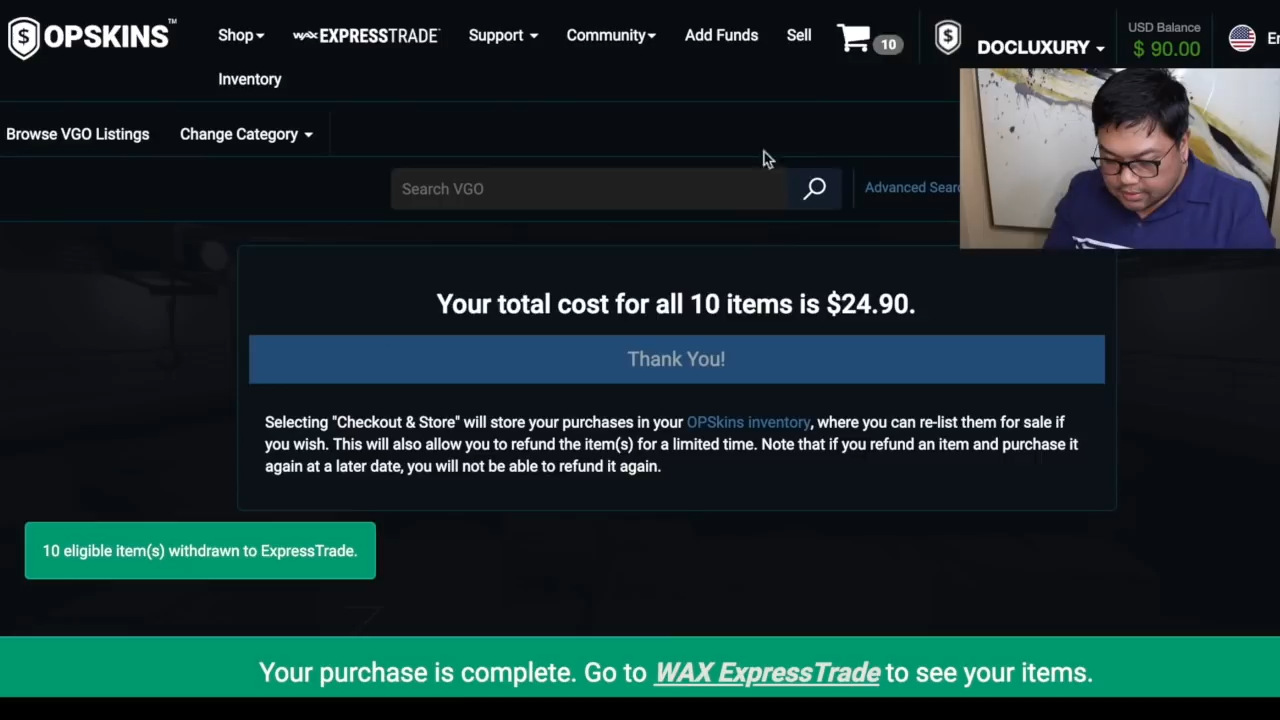 OPSKINS™
Shop
WAX EXPRESSTRADE
Support
Community
Add Funds
Sell
10
DOCLUXURY
USD Balance
$ 90.00
En
Inventory
Browse VGO Listings
Change Category
Search VGO
Advanced Sear
Your total cost for all 10 items is $24.90.
Thank You!
Selecting "Checkout & Store" will store your purchases in your OPSkins inventory, where you can re-list them for sale if
you wish. This will also allow you to refund the item(s) for a limited time. Note that if you refund an item and purchase it
again at a later date, you will not be able to refund it again.
10 eligible item(s) withdrawn to ExpressTrade.
Your purchase is complete. Go to WAX ExpressTrade to see your items.